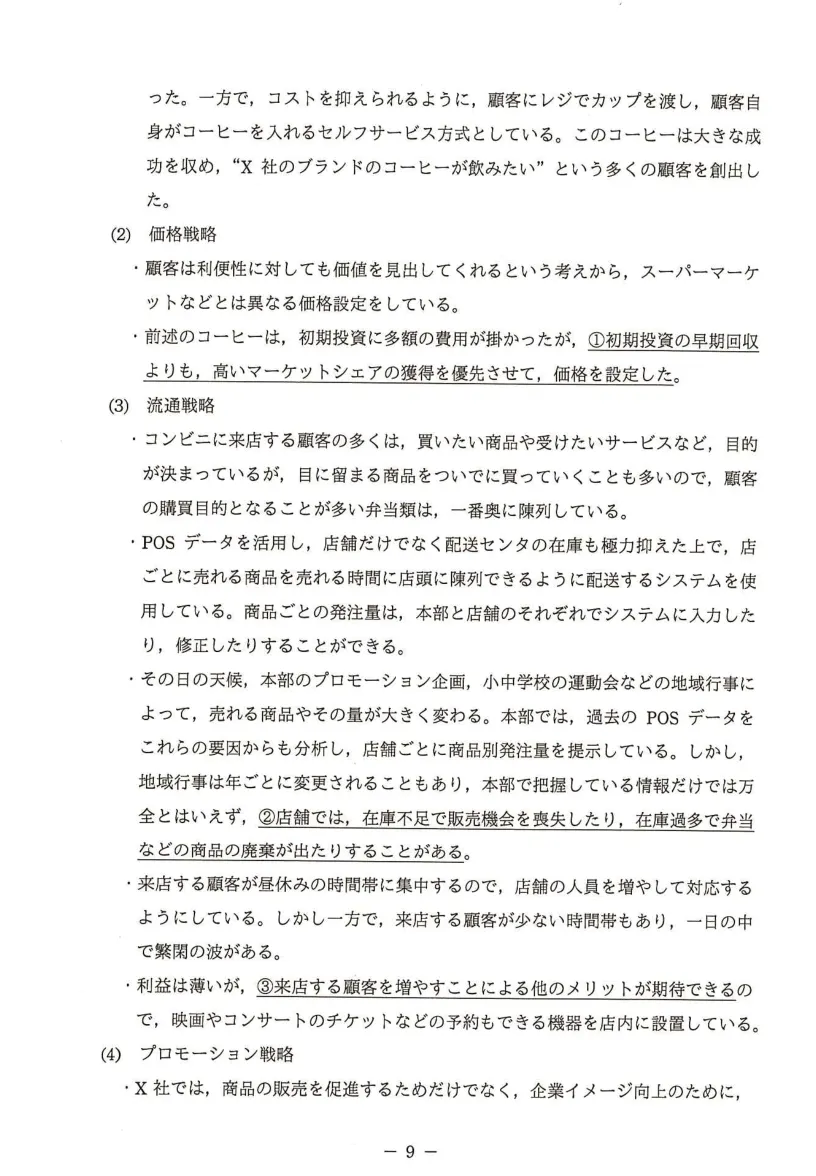 った。一方で，コストを抑えられるように，顧客にレジでカップを渡し，顧客自
身がコーヒーを入れるセルフサービス方式としている。このコーヒーは大きな成
功を収め，“X 社のブランドのコーヒーが飲みたい” という多くの顧客を創出し
た。
(2) 価格戦略
・顧客は利便性に対しても価値を見出してくれるという考えから，スーパーマーケ
ットなどとは異なる価格設定をしている。
・前述のコーヒーは，初期投資に多額の費用が掛かったが，①初期投資の早期回収
よりも，高いマーケットシェアの獲得を優先させて，価格を設定した。
(3) 流通戦略
・コンビニに来店する顧客の多くは，買いたい商品や受けたいサービスなど，目的
が決まっているが，目に留まる商品をついでに買っていくことも多いので，顧客
の購買目的となることが多い弁当類は，一番奥に陳列している。
・POS データを活用し，店舗だけでなく配送センタの在庫も極力抑えた上で，店
ごとに売れる商品を売れる時間に店頭に陳列できるように配送するシステムを使
用している。商品ごとの発注量は，本部と店舗のそれぞれでシステムに入力した
り，修正したりすることができる。
・その日の天候，本部のプロモーション企画，小中学校の運動会などの地域行事に
よって，売れる商品やその量が大きく変わる。本部では，過去の POS データを
これらの要因からも分析し，店舗ごとに商品別発注量を提示している。しかし，
地域行事は年ごとに変更されることもあり，本部で把握している情報だけでは万
全とはいえず，②店舗では，在庫不足で販売機会を喪失したり，在庫過多で弁当
などの商品の廃棄が出たりすることがある。
・来店する顧客が昼休みの時間帯に集中するので，店舗の人員を増やして対応する
ようにしている。しかし一方で，来店する顧客が少ない時間帯もあり，一日の中
で繁閑の波がある。
・利益は薄いが，③来店する顧客を増やすことによる他のメリットが期待できるの
で，映画やコンサートのチケットなどの予約もできる機器を店内に設置している。
(4) プロモーション戦略
・X 社では，商品の販売を促進するためだけでなく，企業イメージ向上のために，
－ 9 －